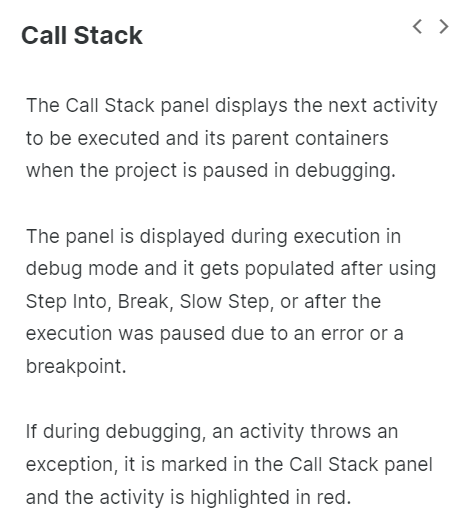 Call Stack
The Call Stack panel displays the next activity
to be executed and its parent containers
when the project is paused in debugging.
The panel is displayed during execution in
debug mode and it gets populated after using
Step Into, Break, Slow Step, or after the
execution was paused due to an error or a
breakpoint.
If during debugging, an activity throws an
exception, it is marked in the Call Stack panel
and the activity is highlighted in red.